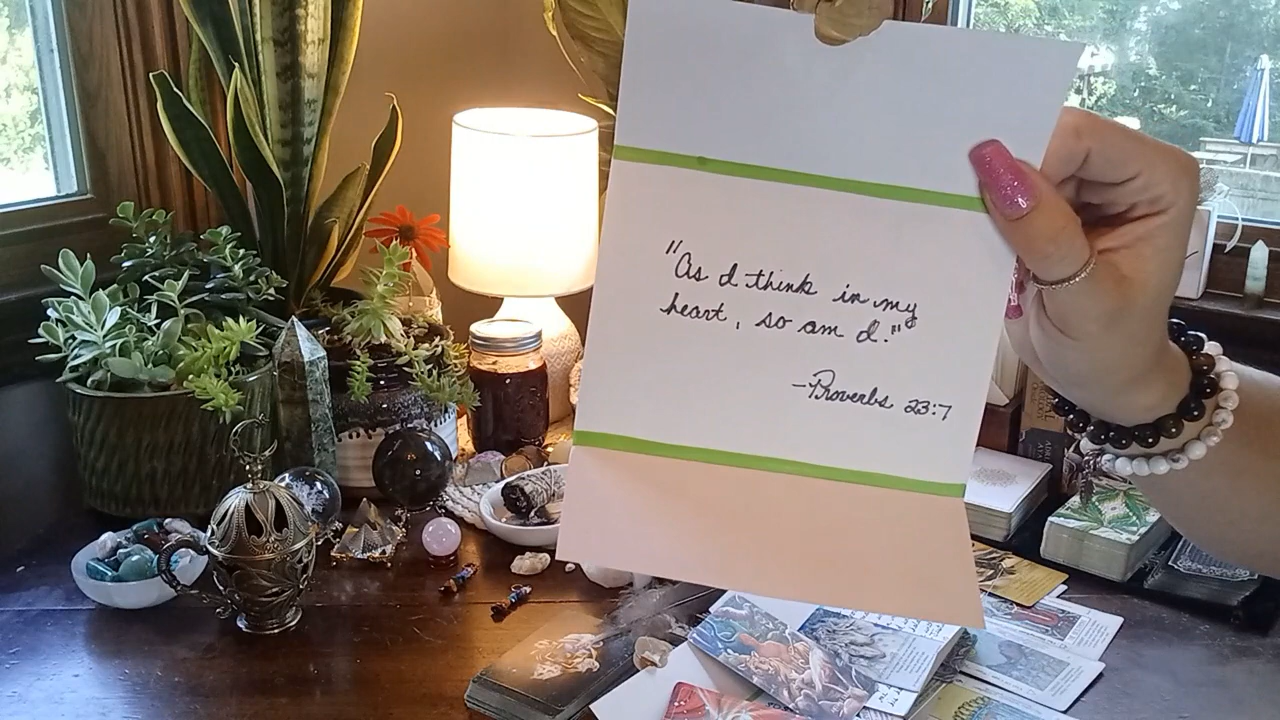 "As I think in my
heart, so am I."
-Proverbs 23:7